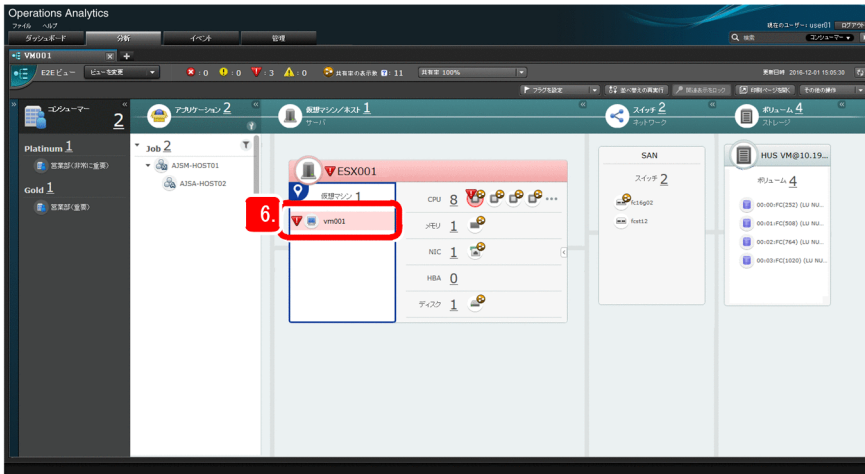 Operations Analytics
ファイル ヘルプ
現在のユーザー: user01 ログアウト
ダッシュボード 分析 イベント 管理
検索 コンシューマー
VM001
E2Eビュー ビューを変更 : 0 : 0 : 3 : 0 共有率の表示数 : 11 共有率 100%
更新日時 2016-12-01 15:05:30
フラグを設定 並べ替えの再実行 関連表示をロック 印刷ページを開く その他の操作
コンシューマー 2
アプリケーション 2
仮想マシン/ホスト 1
サーバ
スイッチ 2
ネットワーク
ボリューム 4
ストレージ
Platinum 1
営業部(非常に重要)
Gold 1
営業部(重要)
Job 2
AJSM-HOST01
AJSA-HOST02
ESX001
仮想マシン 1
6.
vm001
CPU 8
メモリ 1
NIC 1
HBA 0
ディスク 1
SAN
スイッチ 2
fc16g02
fcst12
HUS VM@10.19...
ボリューム 4
00:00:FC(252) (LU NU...
00:01:FC(508) (LU NU...
00:02:FC(764) (LU NU...
00:03:FC(1020) (LU NU...